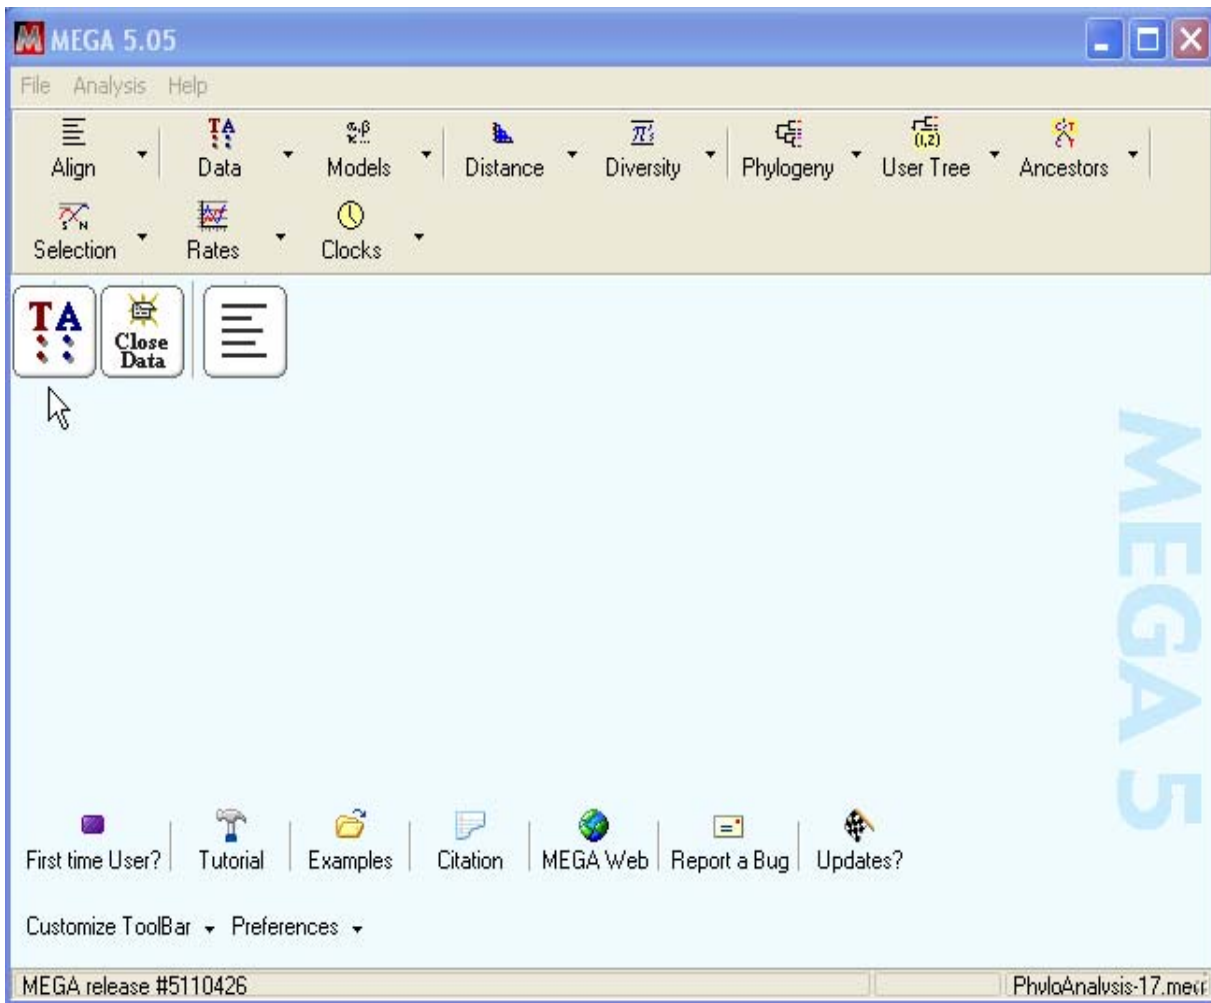 MEGA 5.05
File Analysis Help
Align Data Models Distance Diversity Phylogeny User Tree Ancestors
Selection Rates Clocks
TA Close Data
MEGA 5
First time User? Tutorial Examples Citation MEGA Web Report a Bug Updates?
Customize ToolBar Preferences
MEGA release #5110426 PhyloAnalysis-17.meg